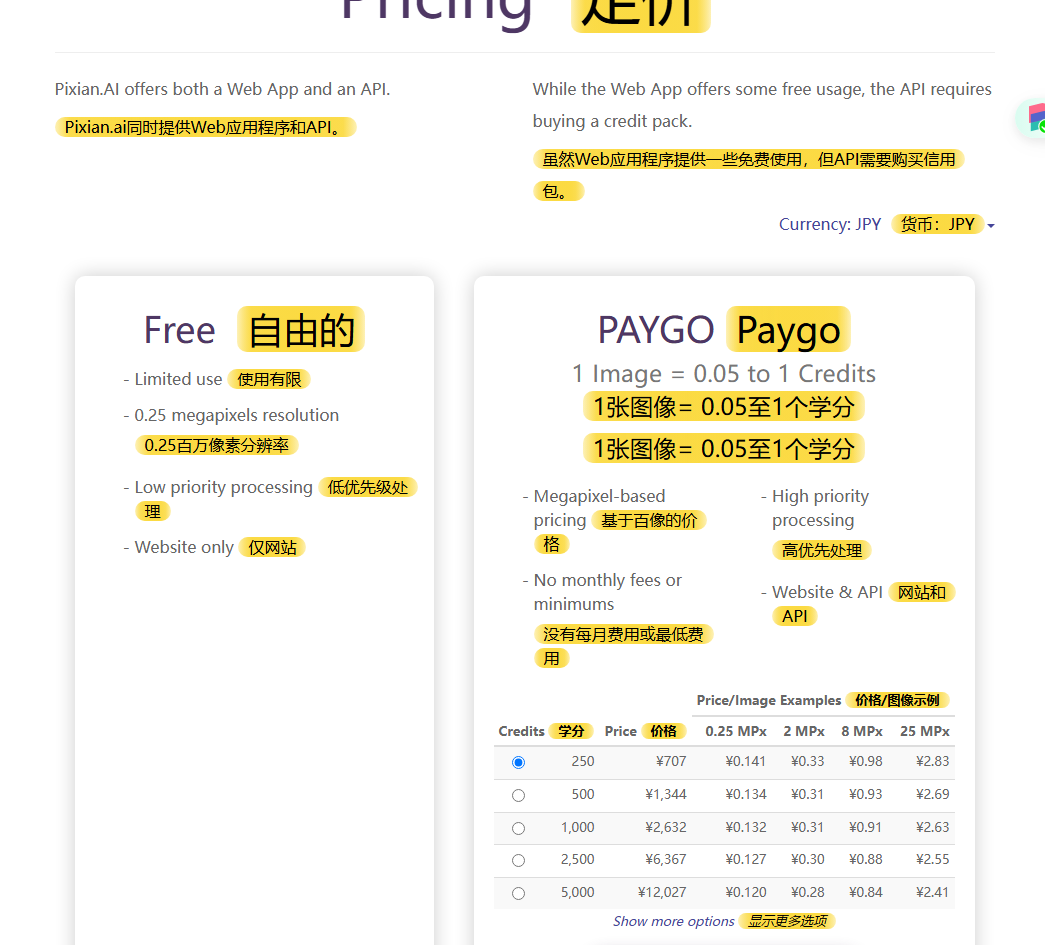 Pricing 定价
Pixian.AI offers both a Web App and an API.
Pixian.ai同时提供Web应用程序和API。
While the Web App offers some free usage, the API requires
buying a credit pack.
虽然Web应用程序提供一些免费使用，但API需要购买信用
包。
Currency: JPY 货币：JPY
Free 自由的
- Limited use 使用有限
- 0.25 megapixels resolution
0.25百万像素分辨率
- Low priority processing 低优先级处
理
- Website only 仅网站
PAYGO Paygo
1 Image = 0.05 to 1 Credits
1张图像= 0.05至1个学分
1张图像= 0.05至1个学分
- Megapixel-based
pricing 基于百像的价
格
- No monthly fees or
minimums
没有每月费用或最低费
用
- High priority
processing
高优先处理
- Website & API 网站和
API
Price/Image Examples 价格/图像示例
Credits 学分 Price 价格 0.25 MPx 2 MPx 8 MPx 25 MPx
250 ¥707 ¥0.141 ¥0.33 ¥0.98 ¥2.83
500 ¥1,344 ¥0.134 ¥0.31 ¥0.93 ¥2.69
1,000 ¥2,632 ¥0.132 ¥0.31 ¥0.91 ¥2.63
2,500 ¥6,367 ¥0.127 ¥0.30 ¥0.88 ¥2.55
5,000 ¥12,027 ¥0.120 ¥0.28 ¥0.84 ¥2.41
Show more options 显示更多选项